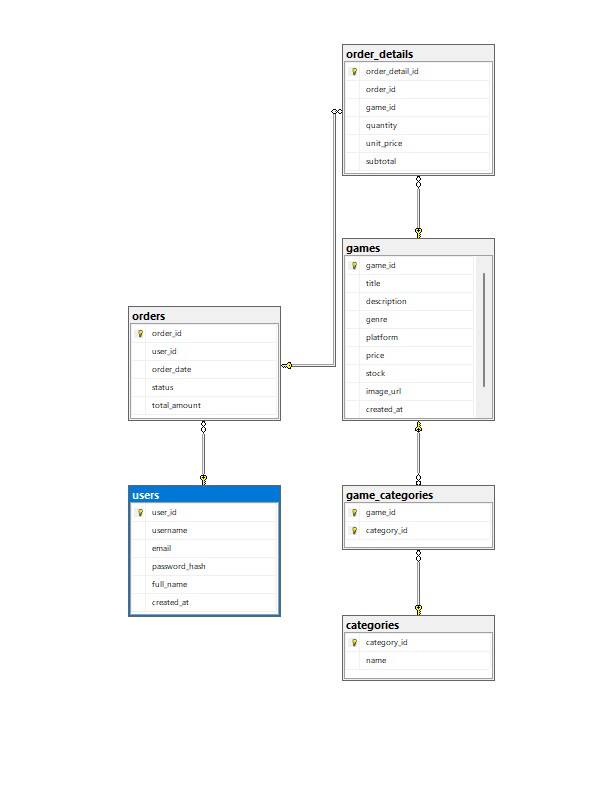 order_details
order_detail_id
order_id
game_id
quantity
unit_price
subtotal
games
game_id
title
description
genre
platform
price
stock
image_url
created_at
orders
order_id
user_id
order_date
status
total_amount
users
user_id
username
email
password_hash
full_name
created_at
game_categories
game_id
category_id
categories
category_id
name